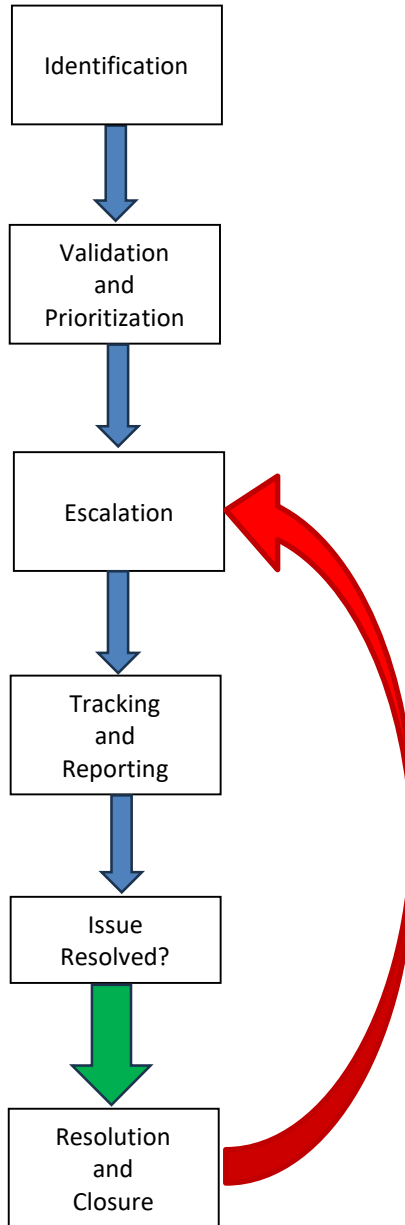 Identification
Validation
and
Prioritization
Escalation
Tracking
and
Reporting
Issue
Resolved?
Resolution
and
Closure